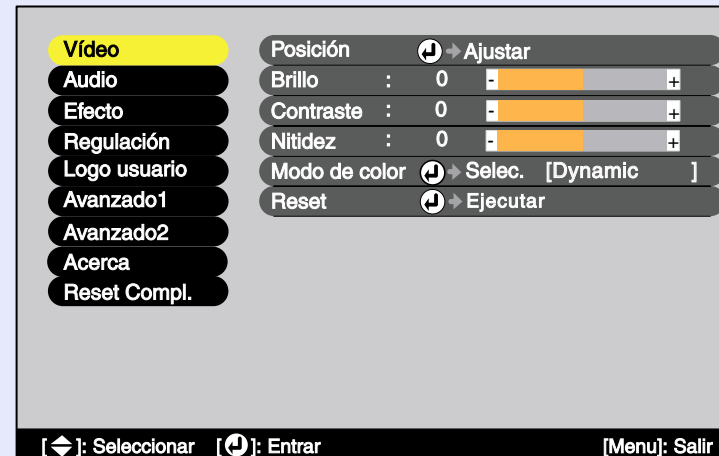 Vídeo
Audio
Efecto
Regulación
Logo usuario
Avanzado1
Avanzado2
Acerca
Reset Compl.
Posición Ajustar
Brillo : 0 - +
Contraste : 0 - +
Nitidez : 0 - +
Modo de color Selec. [Dynamic ]
Reset Ejecutar
[ ]: Seleccionar [ ]: Entrar [Menu]: Salir